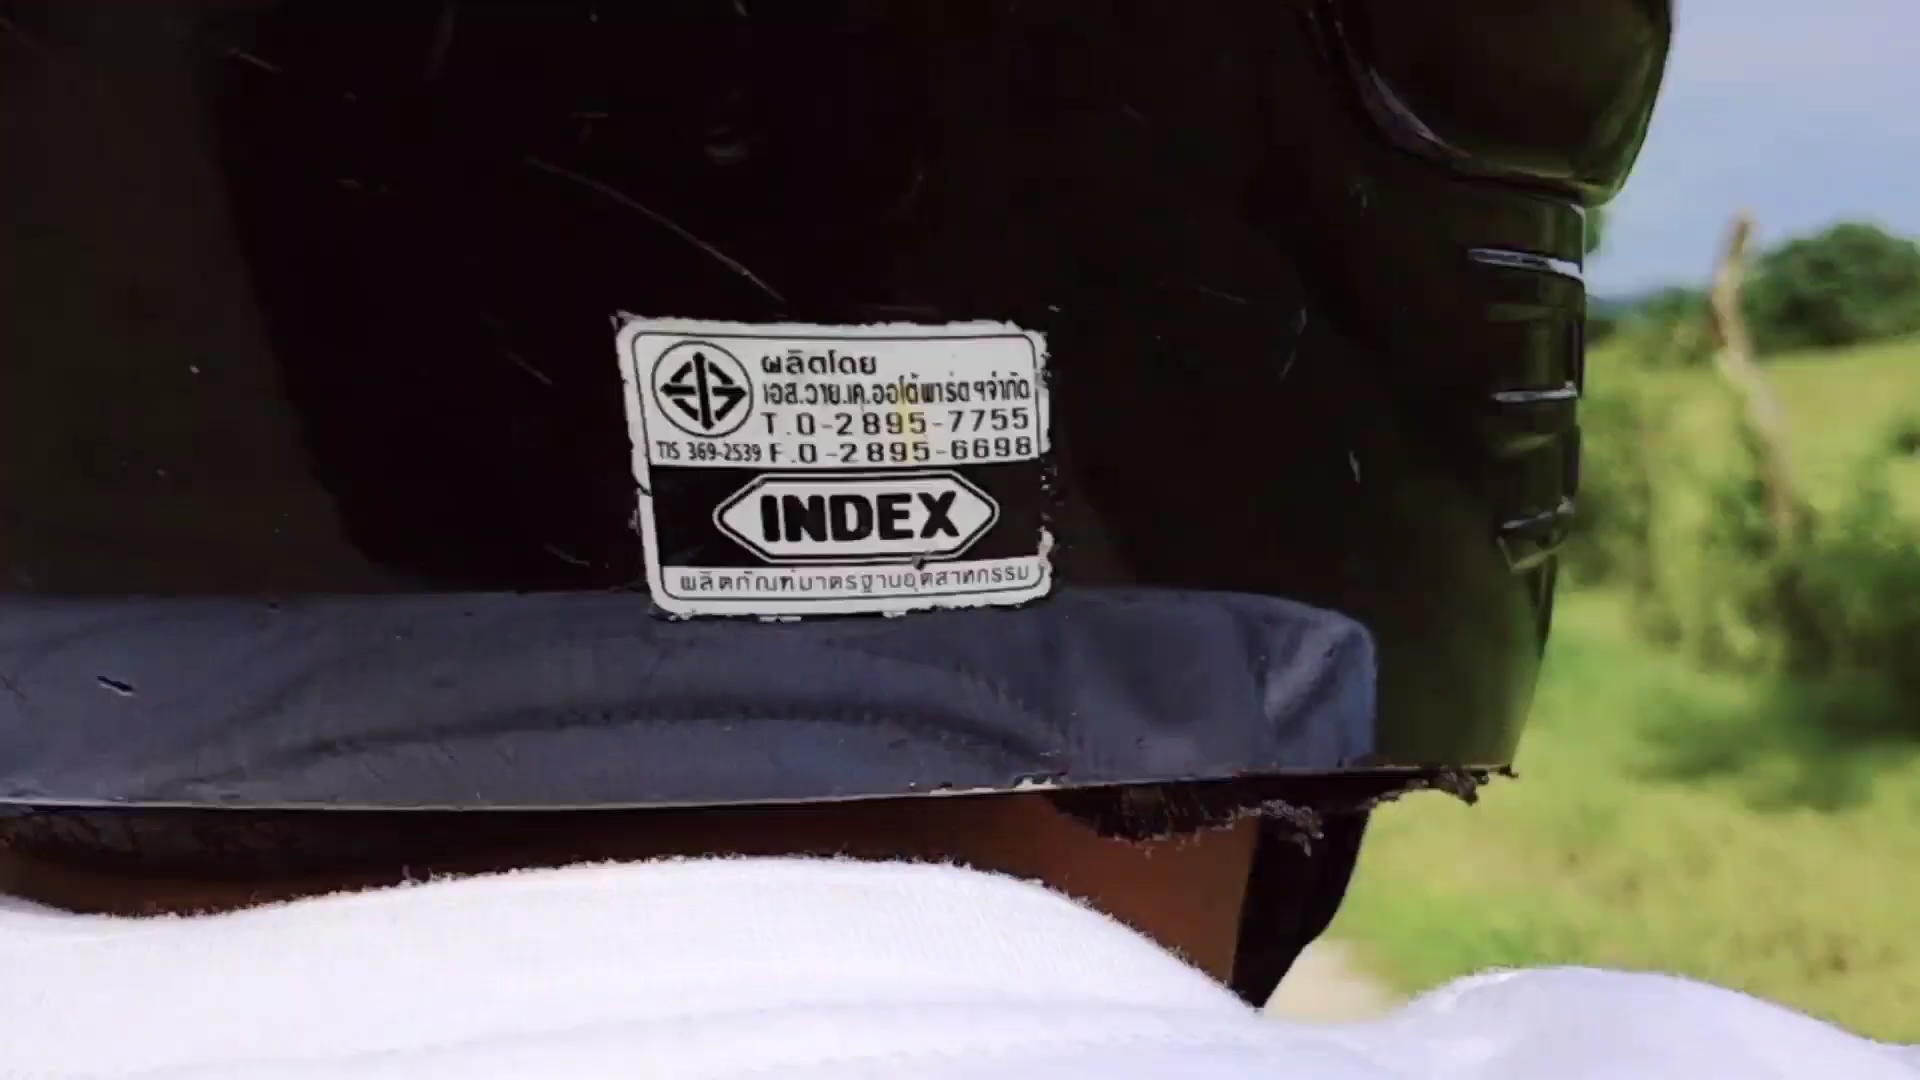 ผลิตโดย
เอส.วาย.เค.ออโต้พาร์ต ฯจำกัด
T.0-2895-7755
TIS 369-2539 F.0-2895-6698
INDEX
ผลิตภัณฑ์มาตรฐานอุตสาหกรรม